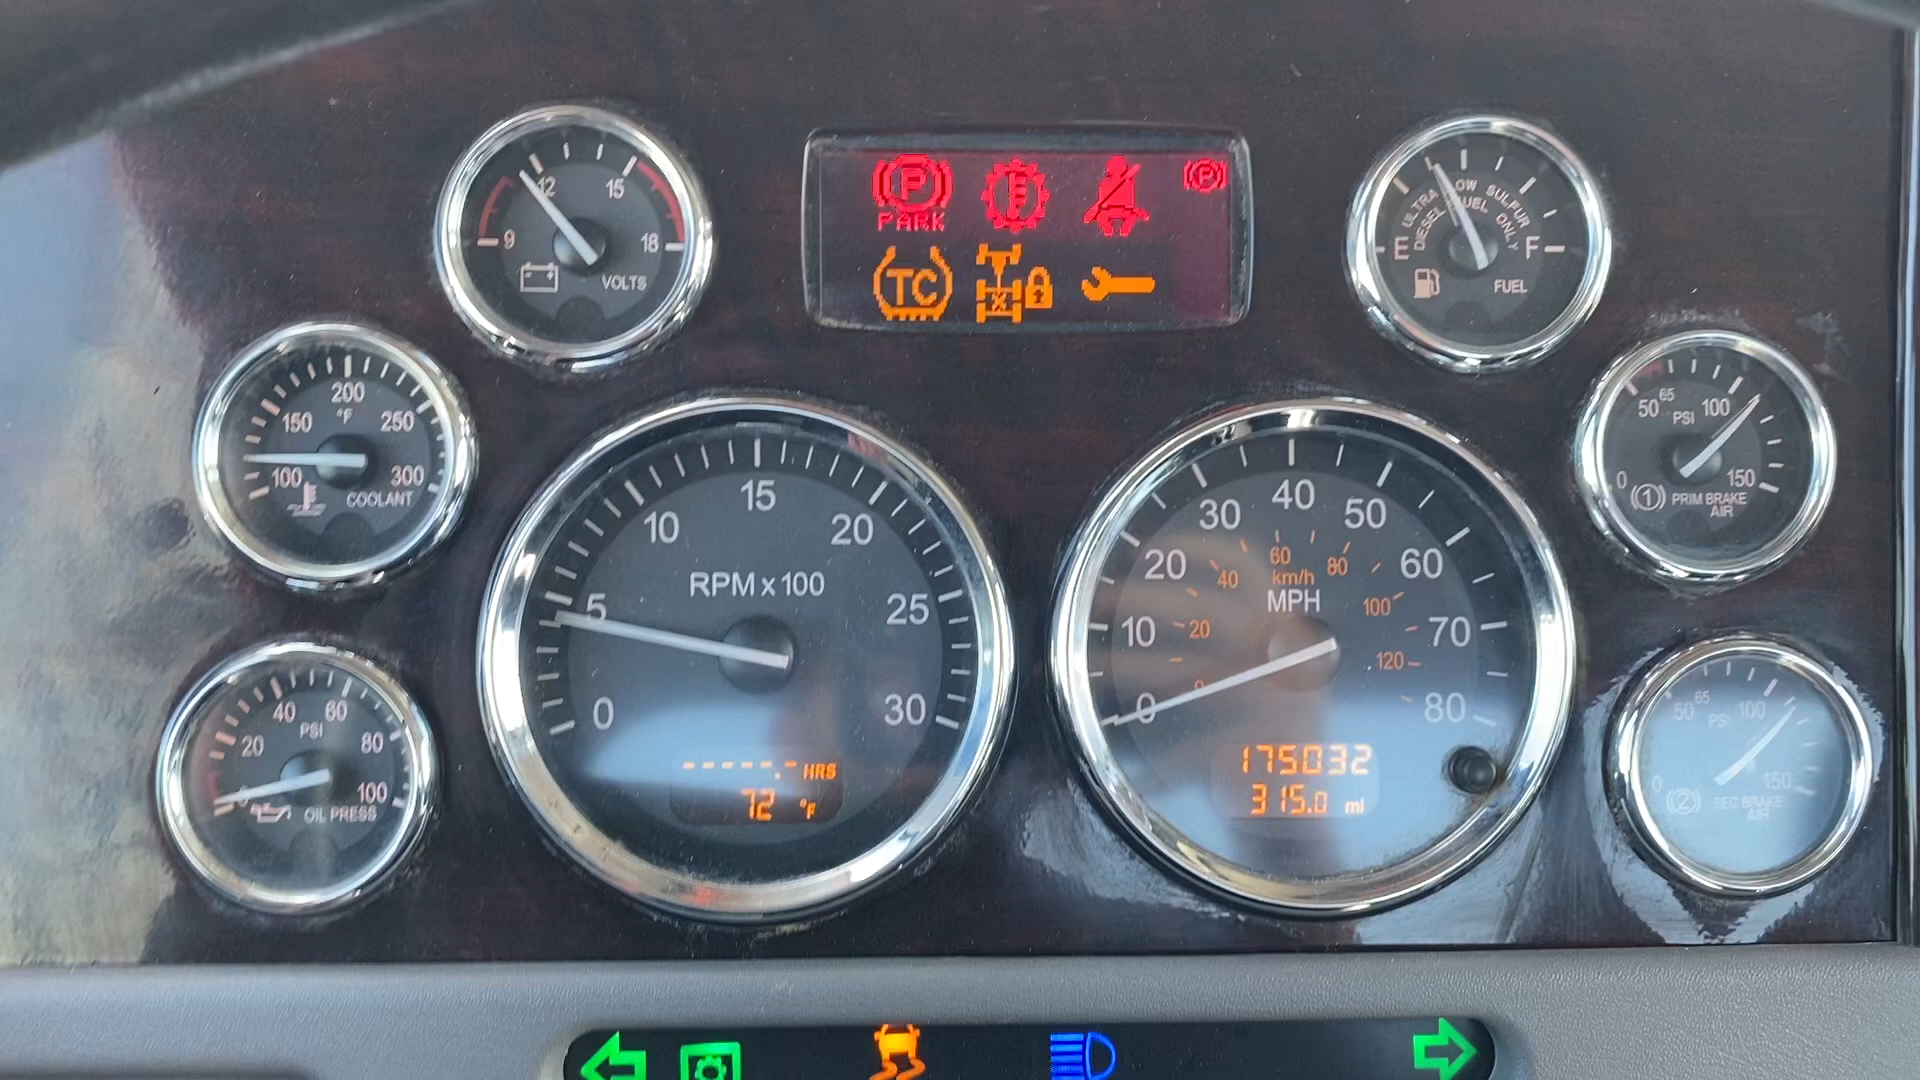 12 15
9 18
VOLTS
PARK
TC
ULTRA LOW SULFUR
DIESEL FUEL ONLY
E F
FUEL
200
°F
150 250
100 300
COOLANT
15
10 20
RPM x 100
5 25
0 30
------.- HRS
72 °F
40
30 50
60
20 60
40 80
km/h
MPH
100
10 20 70
120
0 0 80
175032
315.0 mi
65
50 100
PSI
0 150
(1) PRIM BRAKE
AIR
40 60
PSI
20 80
0 100
OIL PRESS
65
50 100
PSI
0 150
(2) SEC BRAKE
AIR